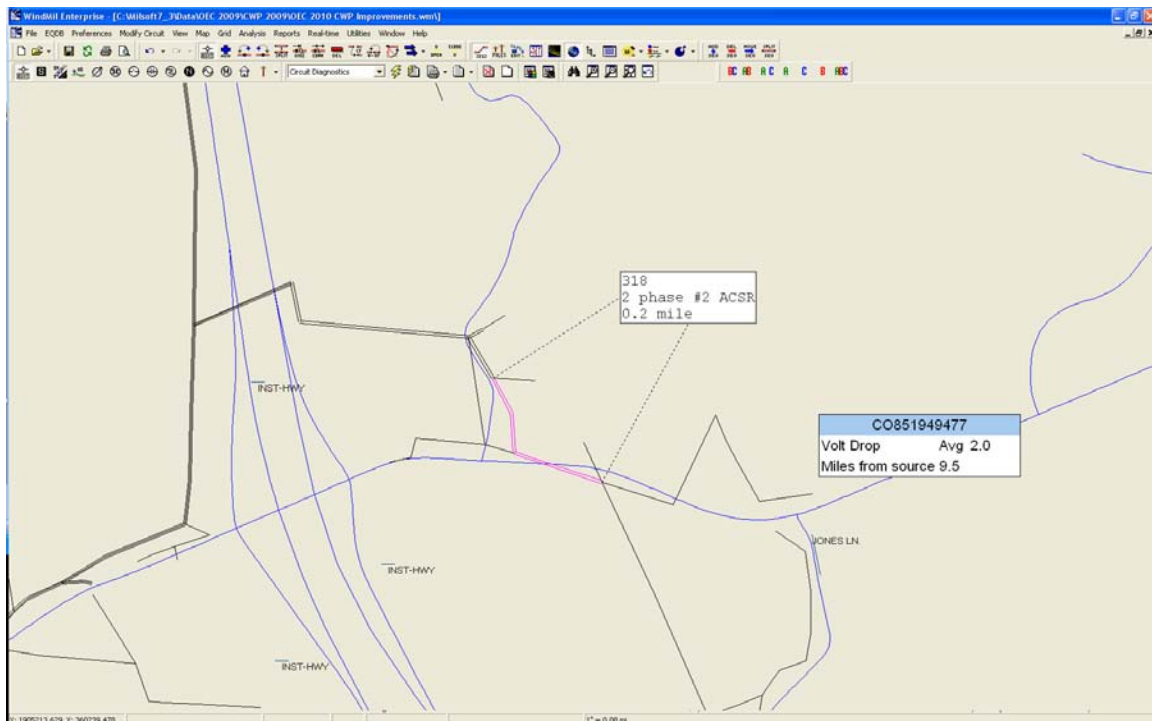 WindMil Enterprise - [C:\Milsoft7_3\Data\OEC 2009\CWP 2009\OEC 2010 CWP Improvements.wm\]
File EQDB Preferences Modify Circuit View Map Grid Analysis Reports Real-time Utilities Window Help
Circuit Diagnostics
BC AB A C A C B ABC
318
2 phase #2 ACSR
0.2 mile
INST-HWY
CO851949477
Volt Drop Avg 2.0
Miles from source 9.5
JONES LN.
INST-HWY
INST-HWY